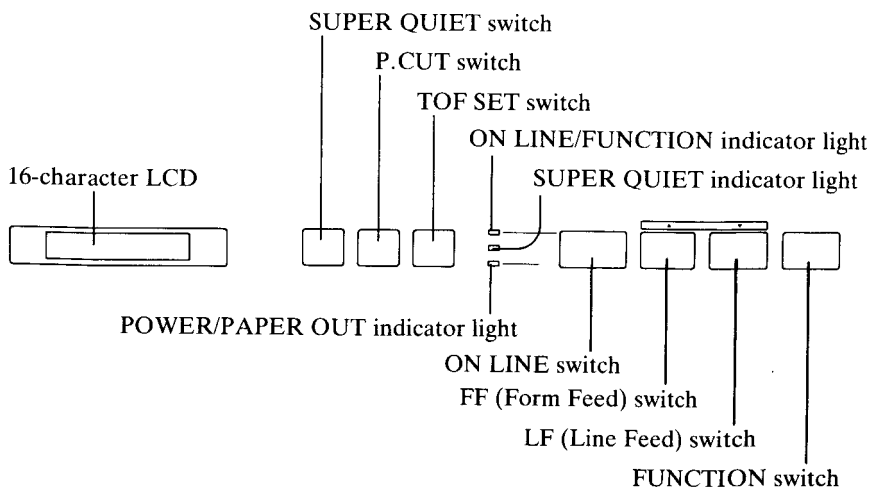 SUPER QUIET switch
P.CUT switch
TOF SET switch
ON LINE/FUNCTION indicator light
16-character LCD
SUPER QUIET indicator light
POWER/PAPER OUT indicator light
ON LINE switch
FF (Form Feed) switch
LF (Line Feed) switch
FUNCTION switch